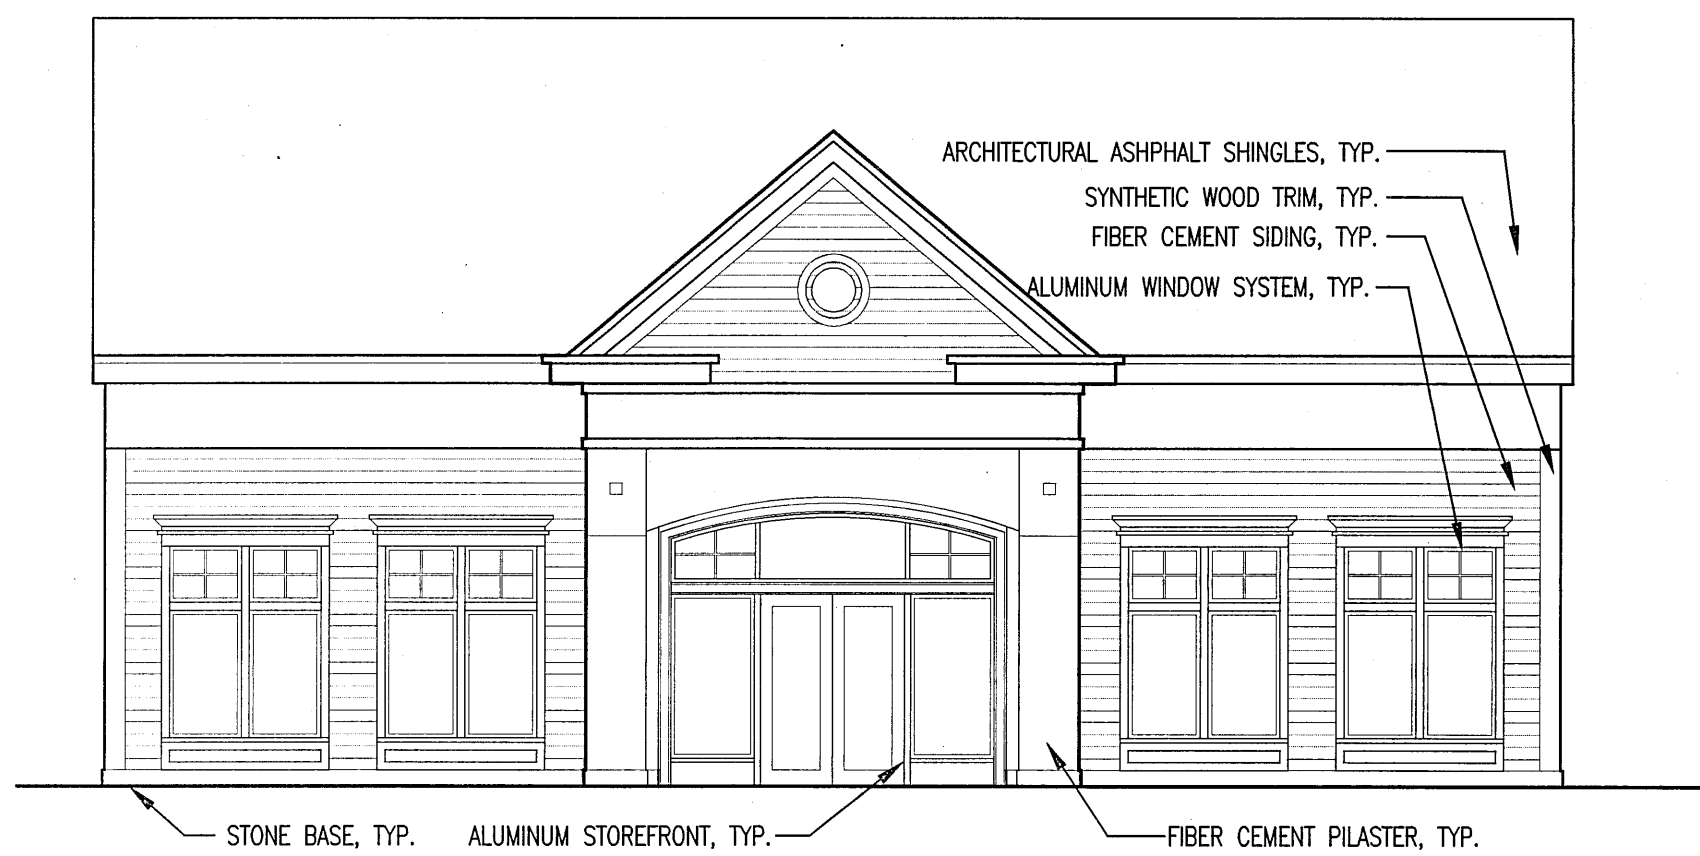 ARCHITECTURAL ASHPHALT SHINGLES, TYP.
SYNTHETIC WOOD TRIM, TYP.
FIBER CEMENT SIDING, TYP.
ALUMINUM WINDOW SYSTEM, TYP.
STONE BASE, TYP.
ALUMINUM STOREFRONT, TYP.
FIBER CEMENT PILASTER, TYP.